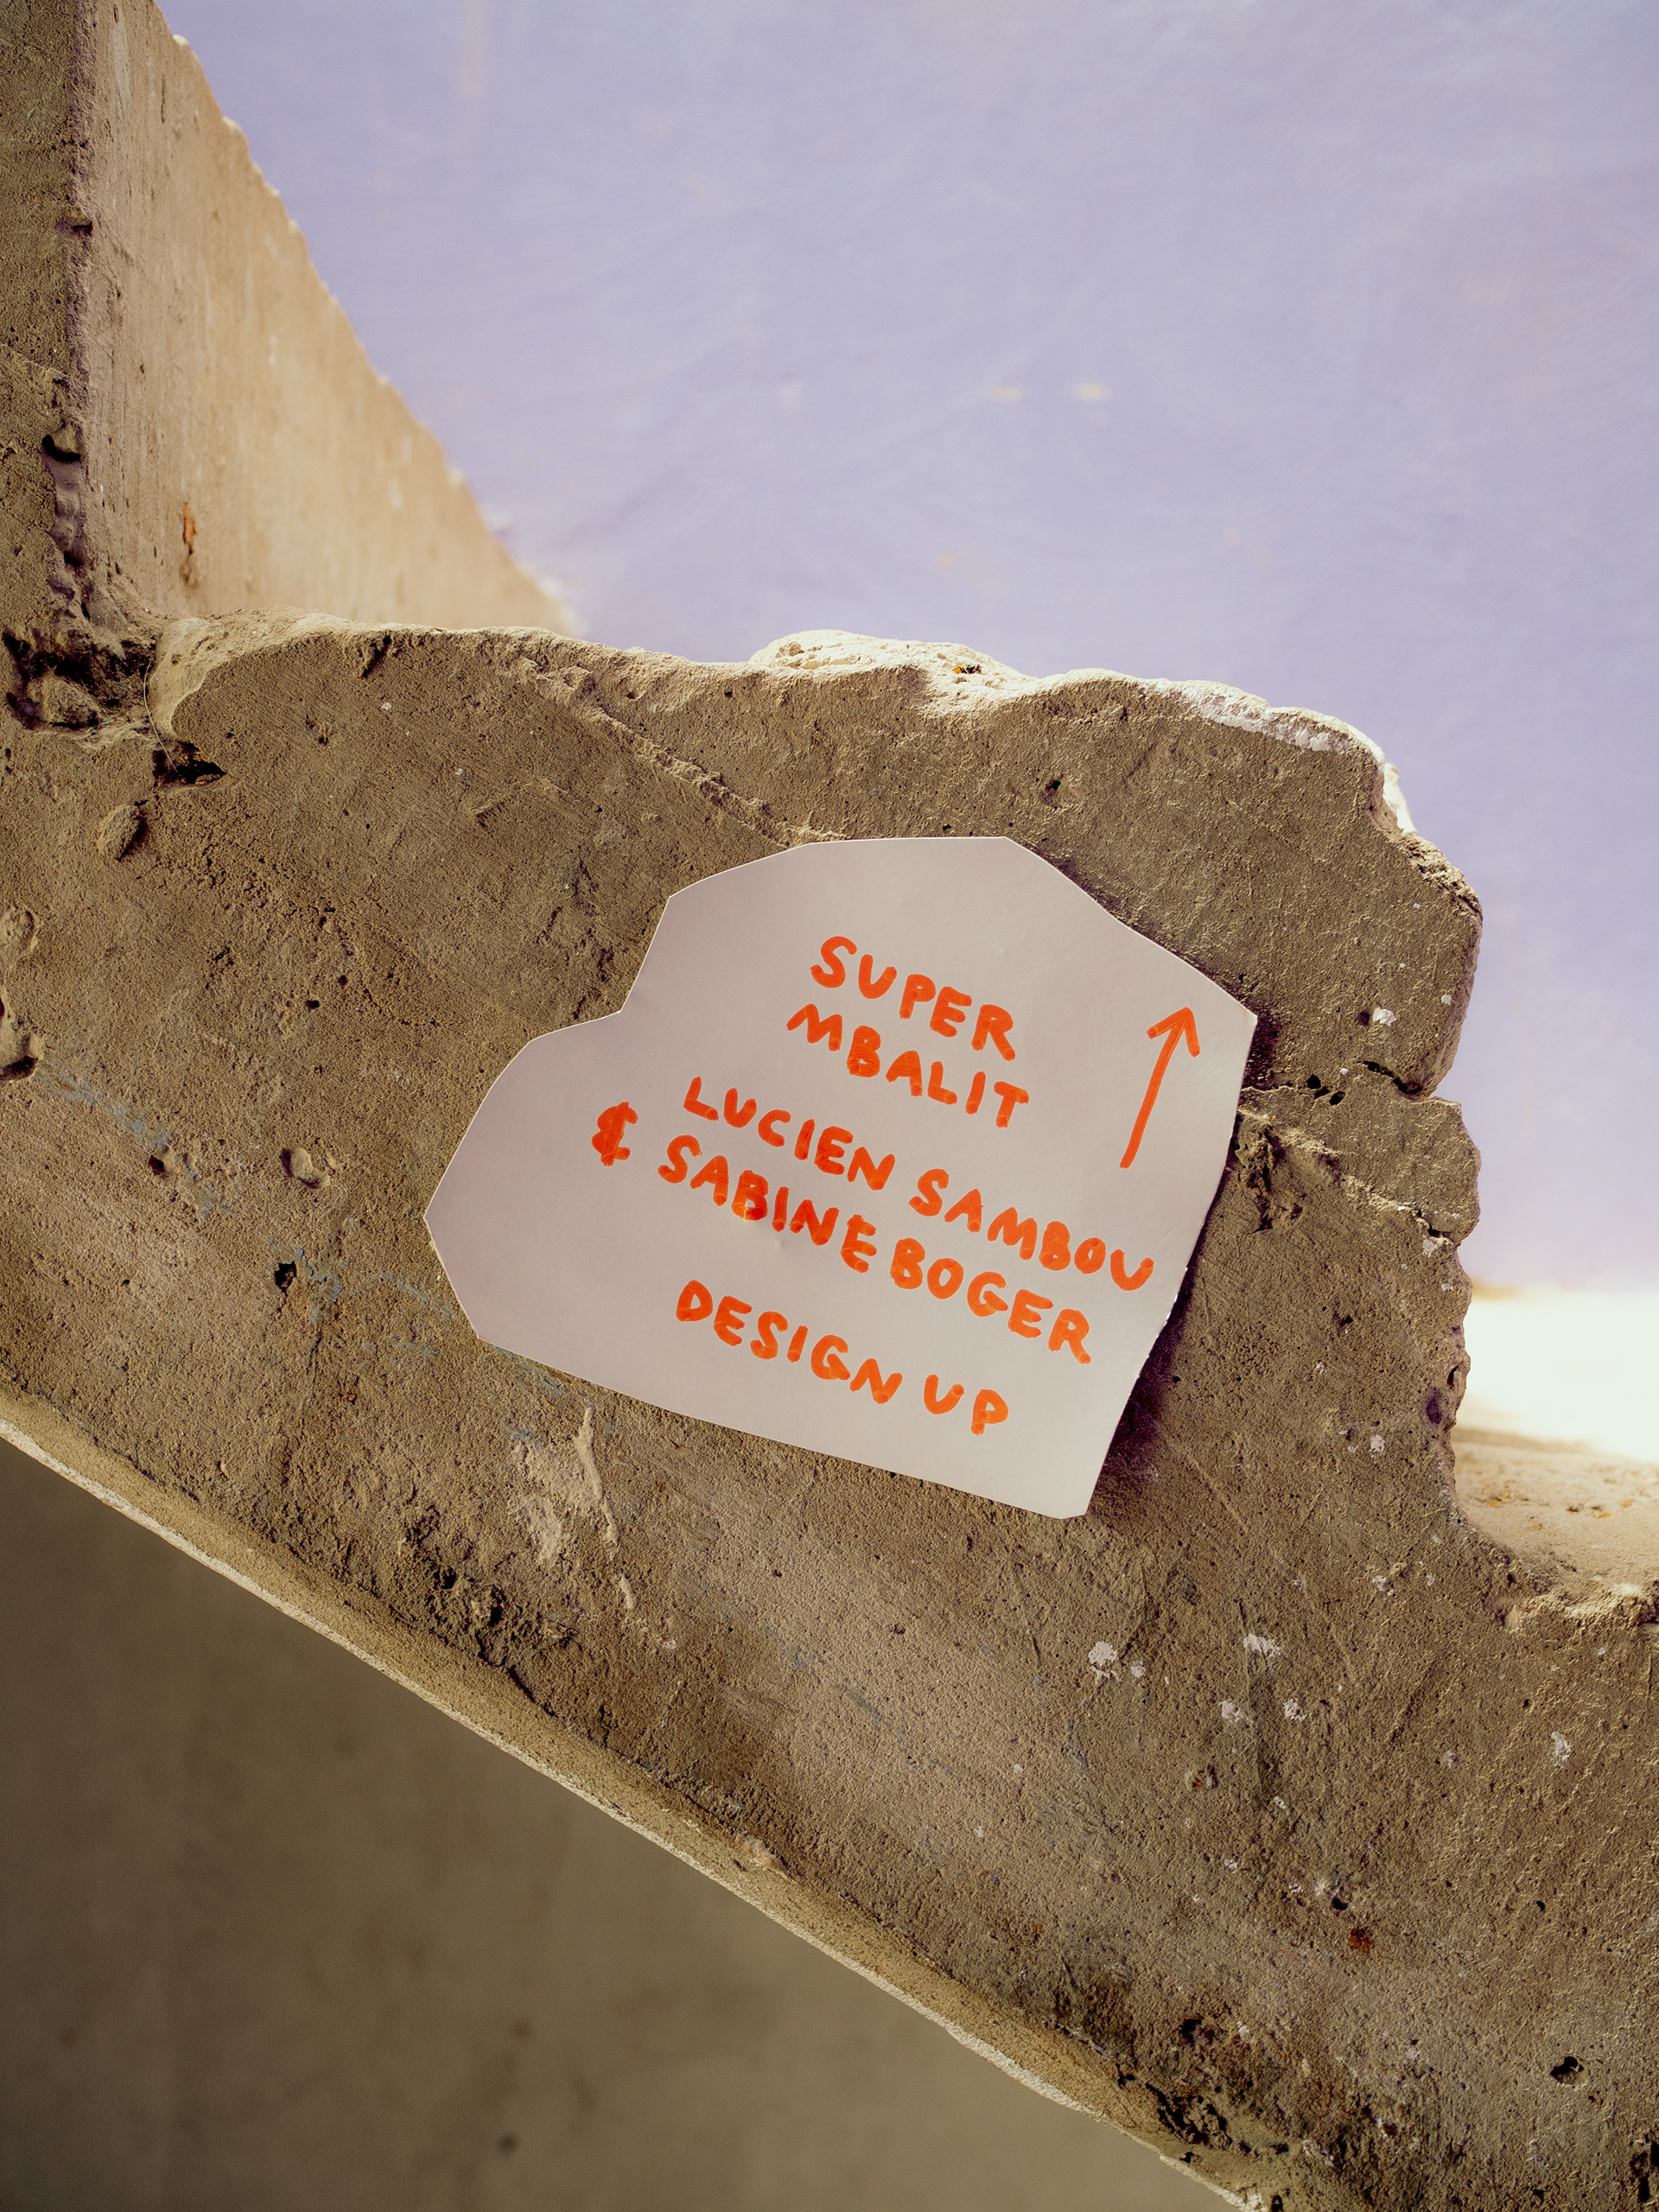 SUPER
MBALIT
LUCIEN SAMBOU
& SABINE BOGER
DESIGN UP